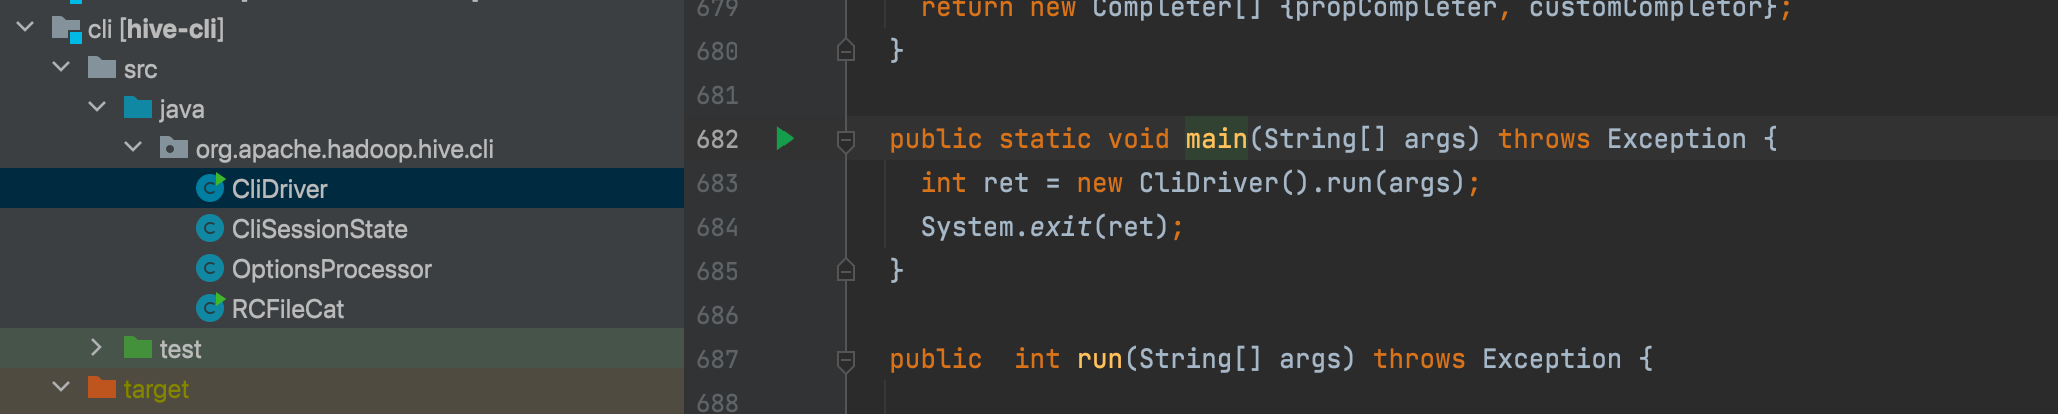 cli [hive-cli]
src
java
org.apache.hadoop.hive.cli
CliDriver
CliSessionState
OptionsProcessor
RCFileCat
test
target
679 return new Completer[] {propCompleter, customCompletor};
680 }
681
682 public static void main(String[] args) throws Exception {
683 int ret = new CliDriver().run(args);
684 System.exit(ret);
685 }
686
687 public  int run(String[] args) throws Exception {
688